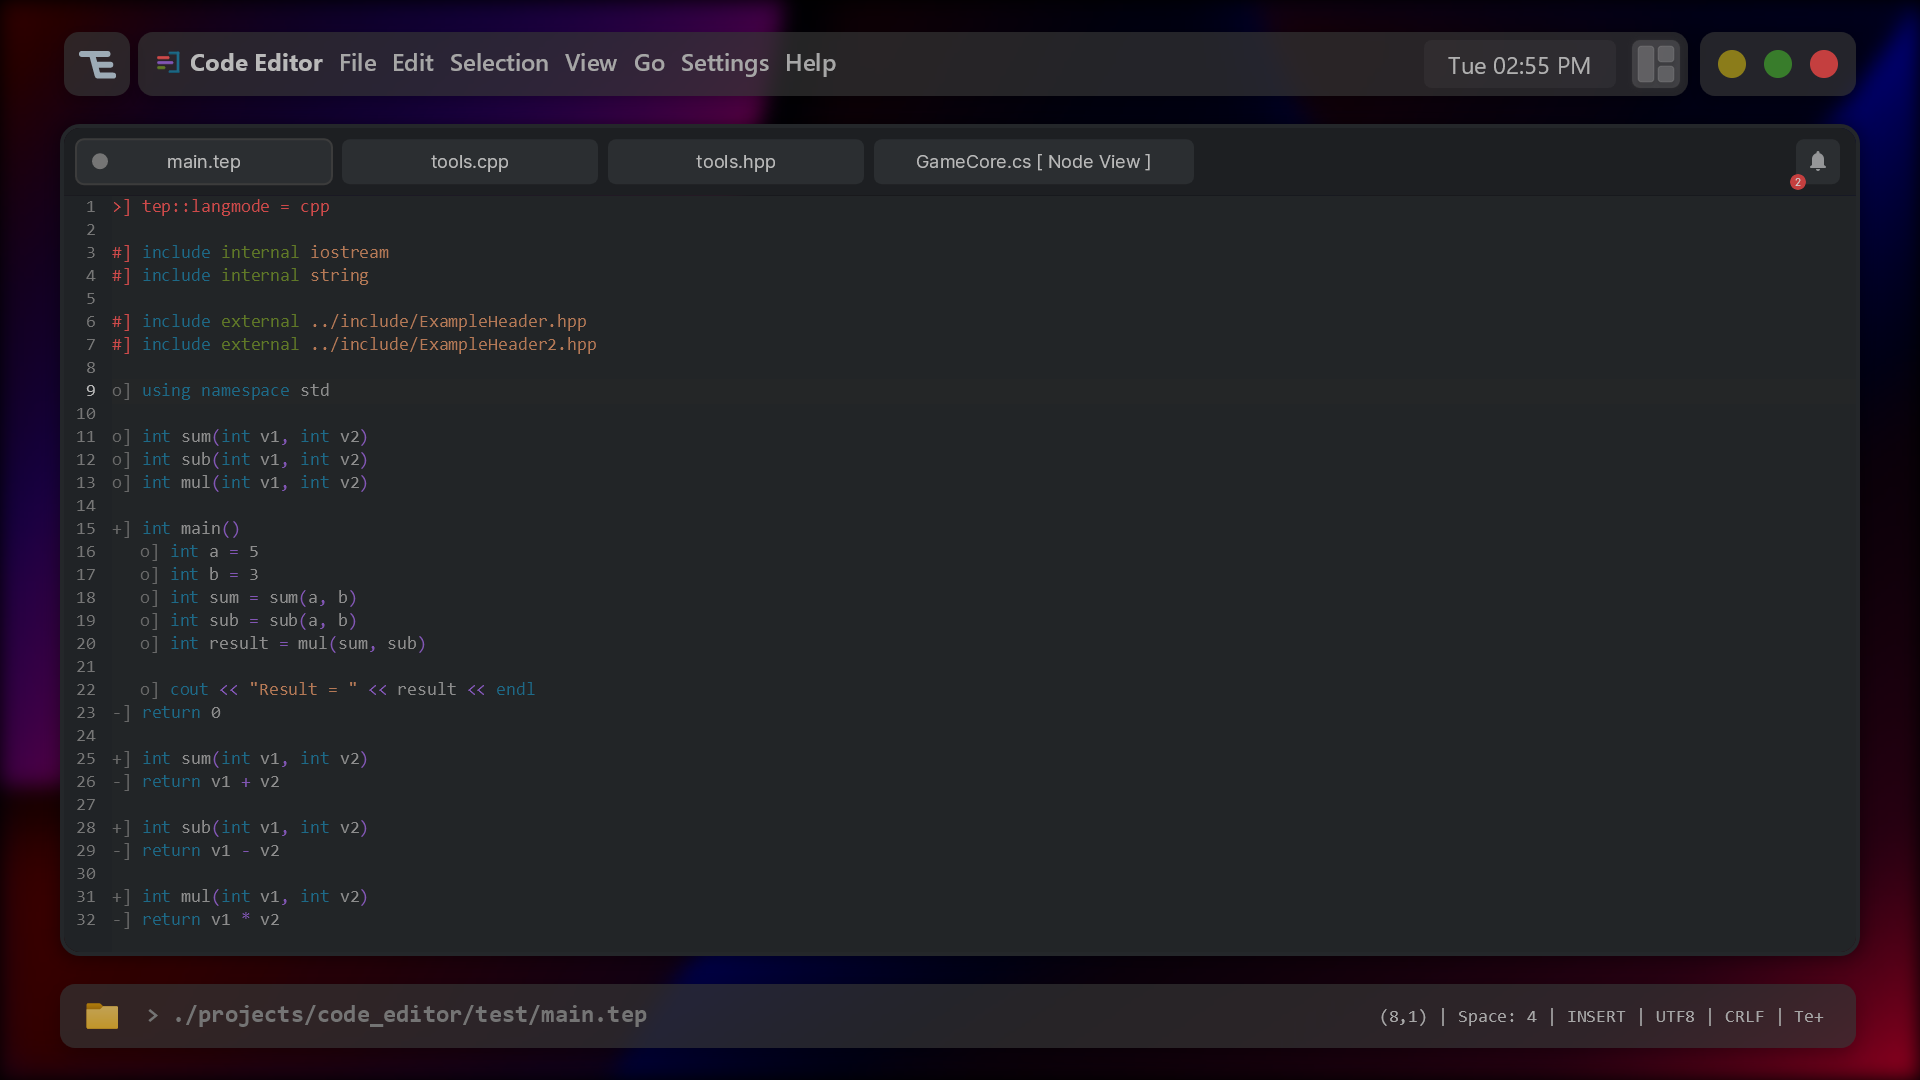 Code Editor File Edit Selection View Go Settings Help Tue 02:55 PM
main.tep tools.cpp tools.hpp GameCore.cs [ Node View ]
2
1 >] tep::langmode = cpp
2
3 #] include internal iostream
4 #] include internal string
5
6 #] include external ../include/ExampleHeader.hpp
7 #] include external ../include/ExampleHeader2.hpp
8
9 o] using namespace std
10
11 o] int sum(int v1, int v2)
12 o] int sub(int v1, int v2)
13 o] int mul(int v1, int v2)
14
15 +] int main()
16 o] int a = 5
17 o] int b = 3
18 o] int sum = sum(a, b)
19 o] int sub = sub(a, b)
20 o] int result = mul(sum, sub)
21
22 o] cout << "Result = " << result << endl
23 -] return 0
24
25 +] int sum(int v1, int v2)
26 -] return v1 + v2
27
28 +] int sub(int v1, int v2)
29 -] return v1 - v2
30
31 +] int mul(int v1, int v2)
32 -] return v1 * v2
> ./projects/code_editor/test/main.tep (8,1) | Space: 4 | INSERT | UTF8 | CRLF | Te+